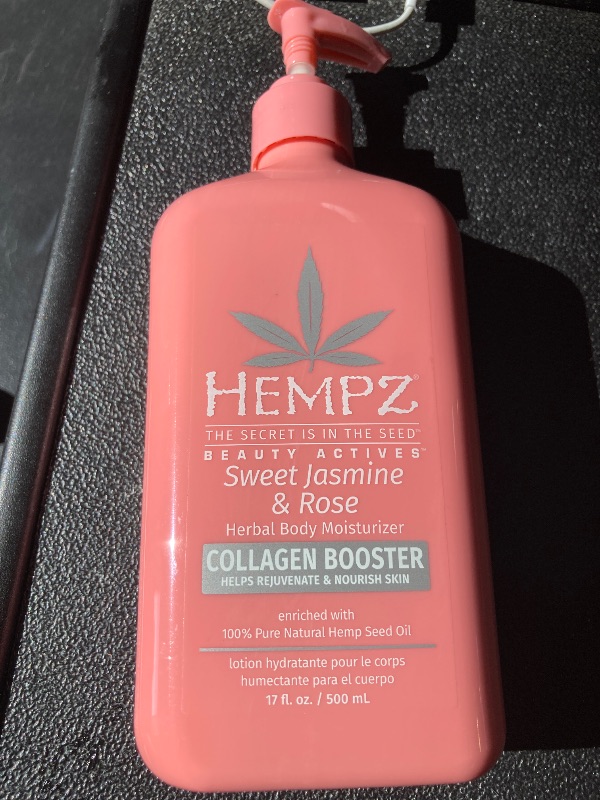 HEMPZ®
THE SECRET IS IN THE SEED™
BEAUTY ACTIVES™
Sweet Jasmine
& Rose
Herbal Body Moisturizer
COLLAGEN BOOSTER
HELPS REJUVENATE & NOURISH SKIN
enriched with
100% Pure Natural Hemp Seed Oil
lotion hydratante pour le corps
humectante para el cuerpo
17 fl. oz. / 500 mL